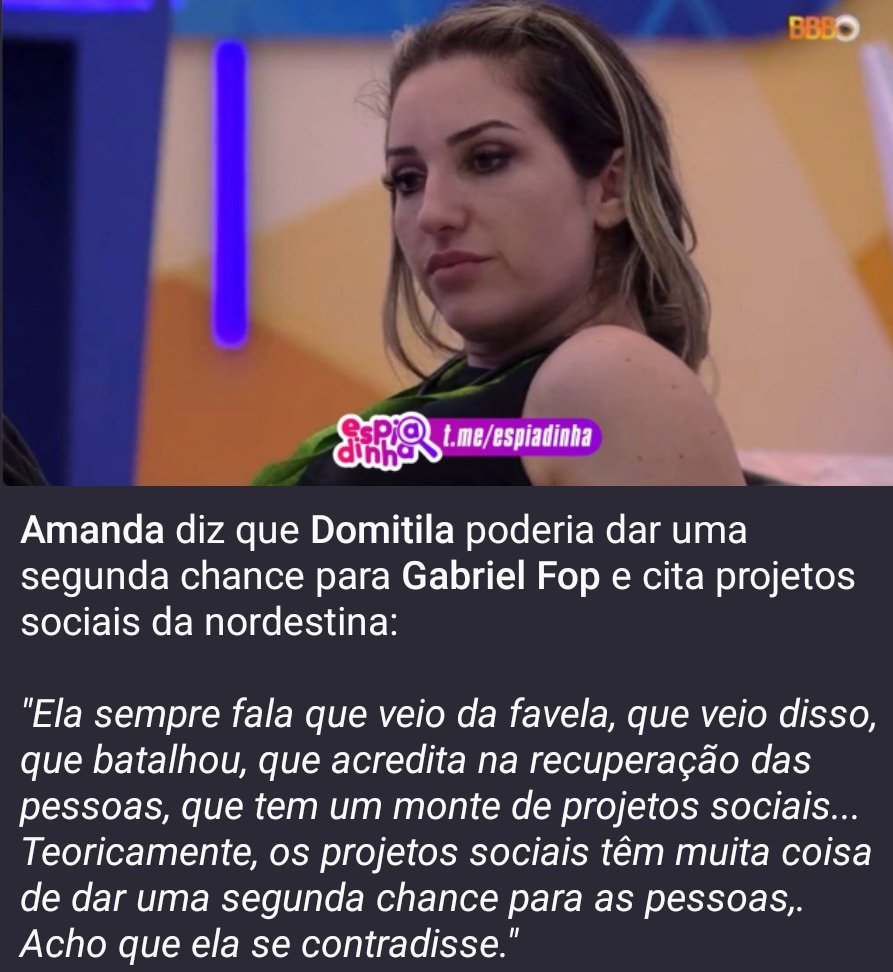 BBB
espiadinha t.me/espiadinha
Amanda diz que Domitila poderia dar uma
segunda chance para Gabriel Fop e cita projetos
sociais da nordestina:
"Ela sempre fala que veio da favela, que veio disso,
que batalhou, que acredita na recuperação das
pessoas, que tem um monte de projetos sociais...
Teoricamente, os projetos sociais têm muita coisa
de dar uma segunda chance para as pessoas,.
Acho que ela se contradisse."